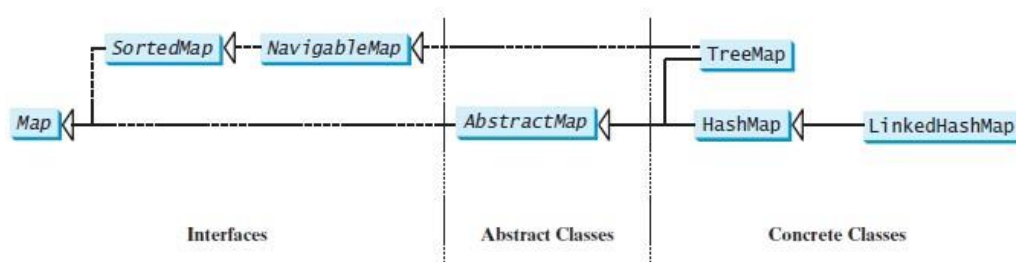 SortedMap
NavigableMap
TreeMap
Map
AbstractMap
HashMap
LinkedHashMap
Interfaces
Abstract Classes
Concrete Classes